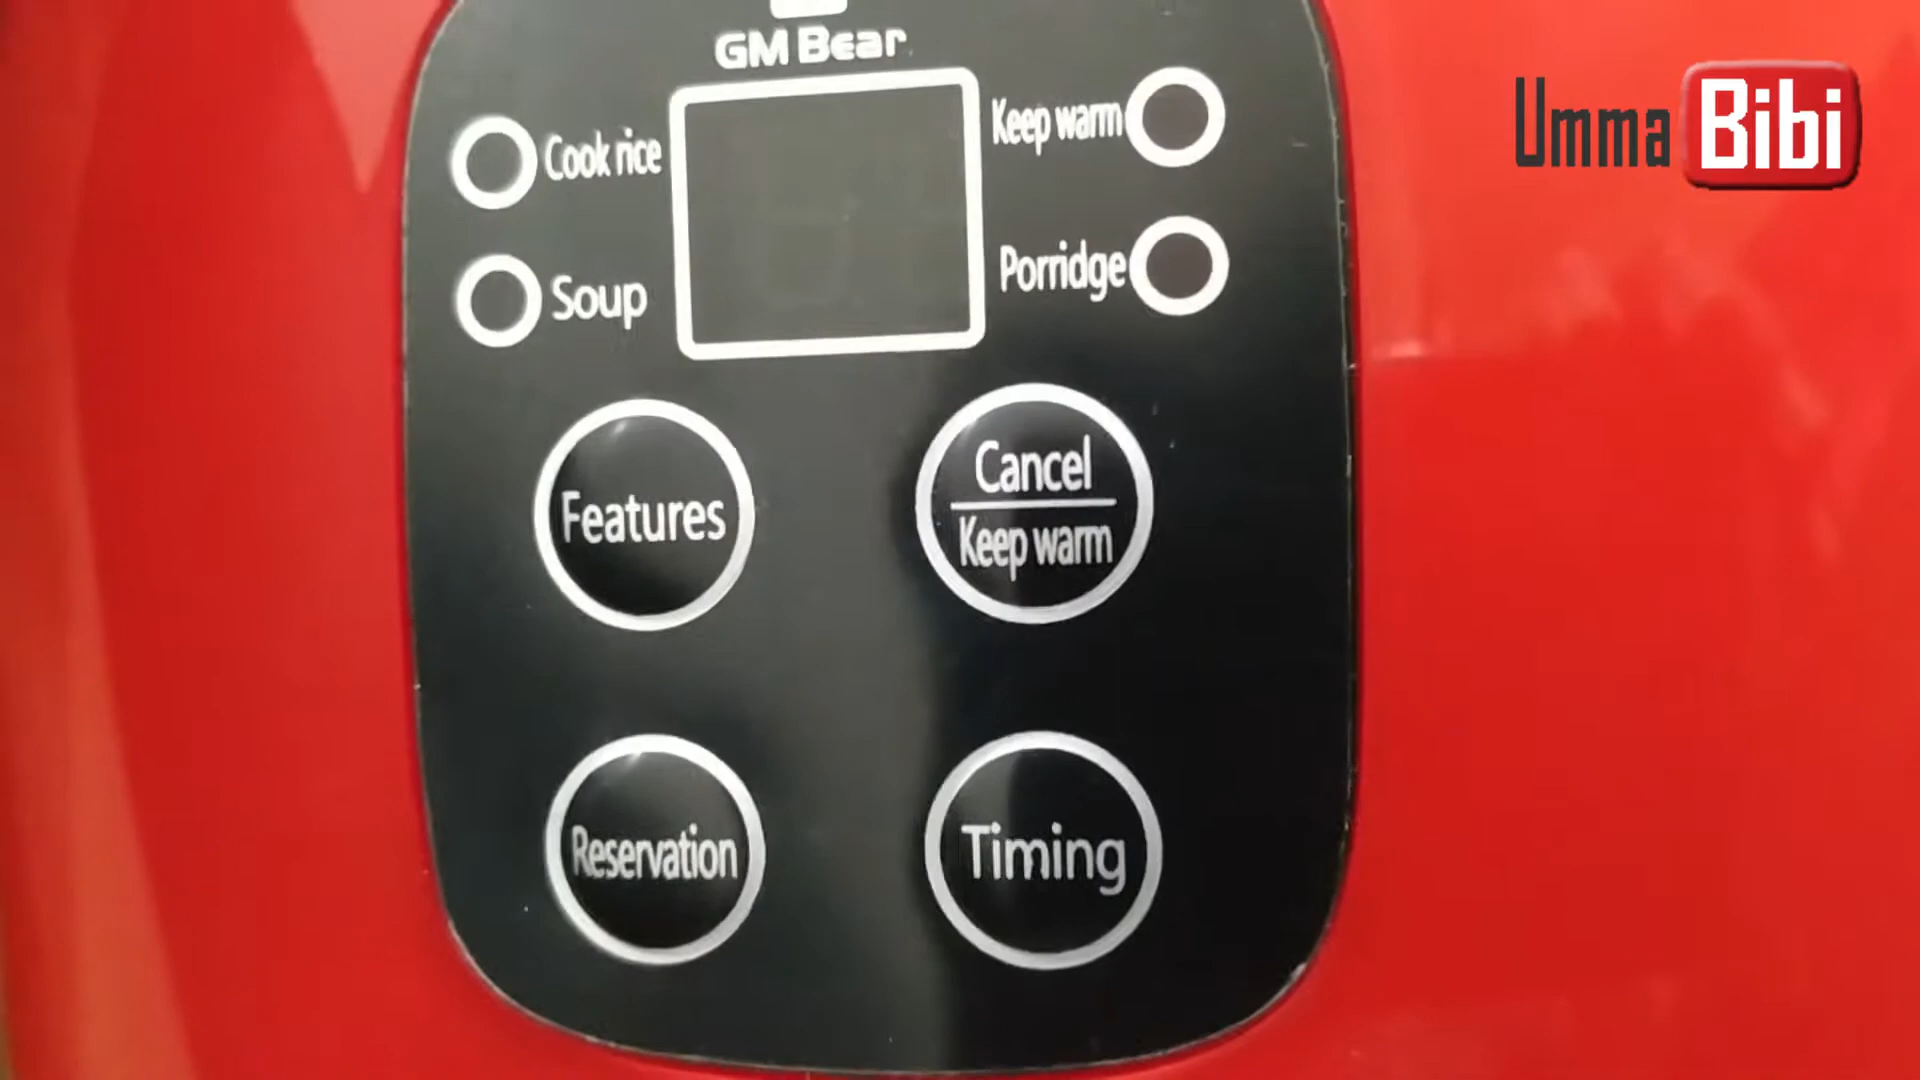 GM Bear
Umma Bibi
Cook rice
Keep warm
Soup
Porridge
Features
Cancel
Keep warm
Reservation
Timing